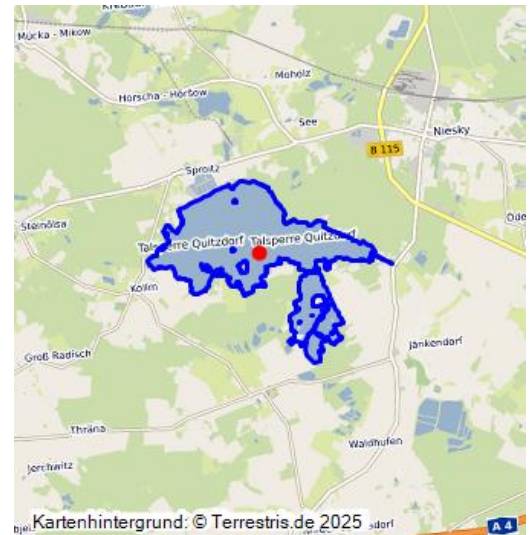 Mücka - Mikow
Moholz
Horscha - Hóršow
See
Niesky
B 115
Sproitz
Steinölsa
Talsperre Quitzdorf
Talsperre Quitzdorf
Kollm
Groß Radisch
Jänkendorf
Thräna
Waldhufen
Jerchwitz
A 4
Kartenhintergrund: © Terrestris.de 2025